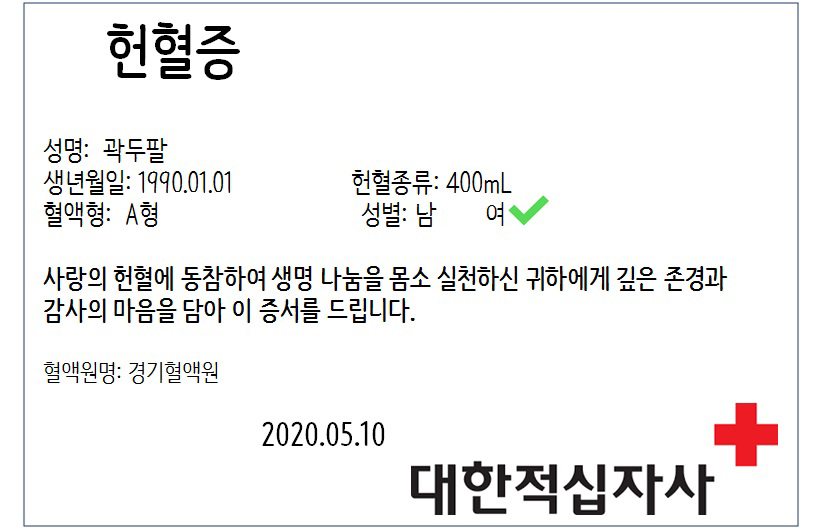 헌혈증
성명: 곽두팔
생년월일: 1990.01.01 헌혈종류: 400mL
혈액형: A형 성별: 남 여
사랑의 헌혈에 동참하여 생명 나눔을 몸소 실천하신 귀하에게 깊은 존경과
감사의 마음을 담아 이 증서를 드립니다.
혈액원명: 경기혈액원
2020.05.10
대한적십자사